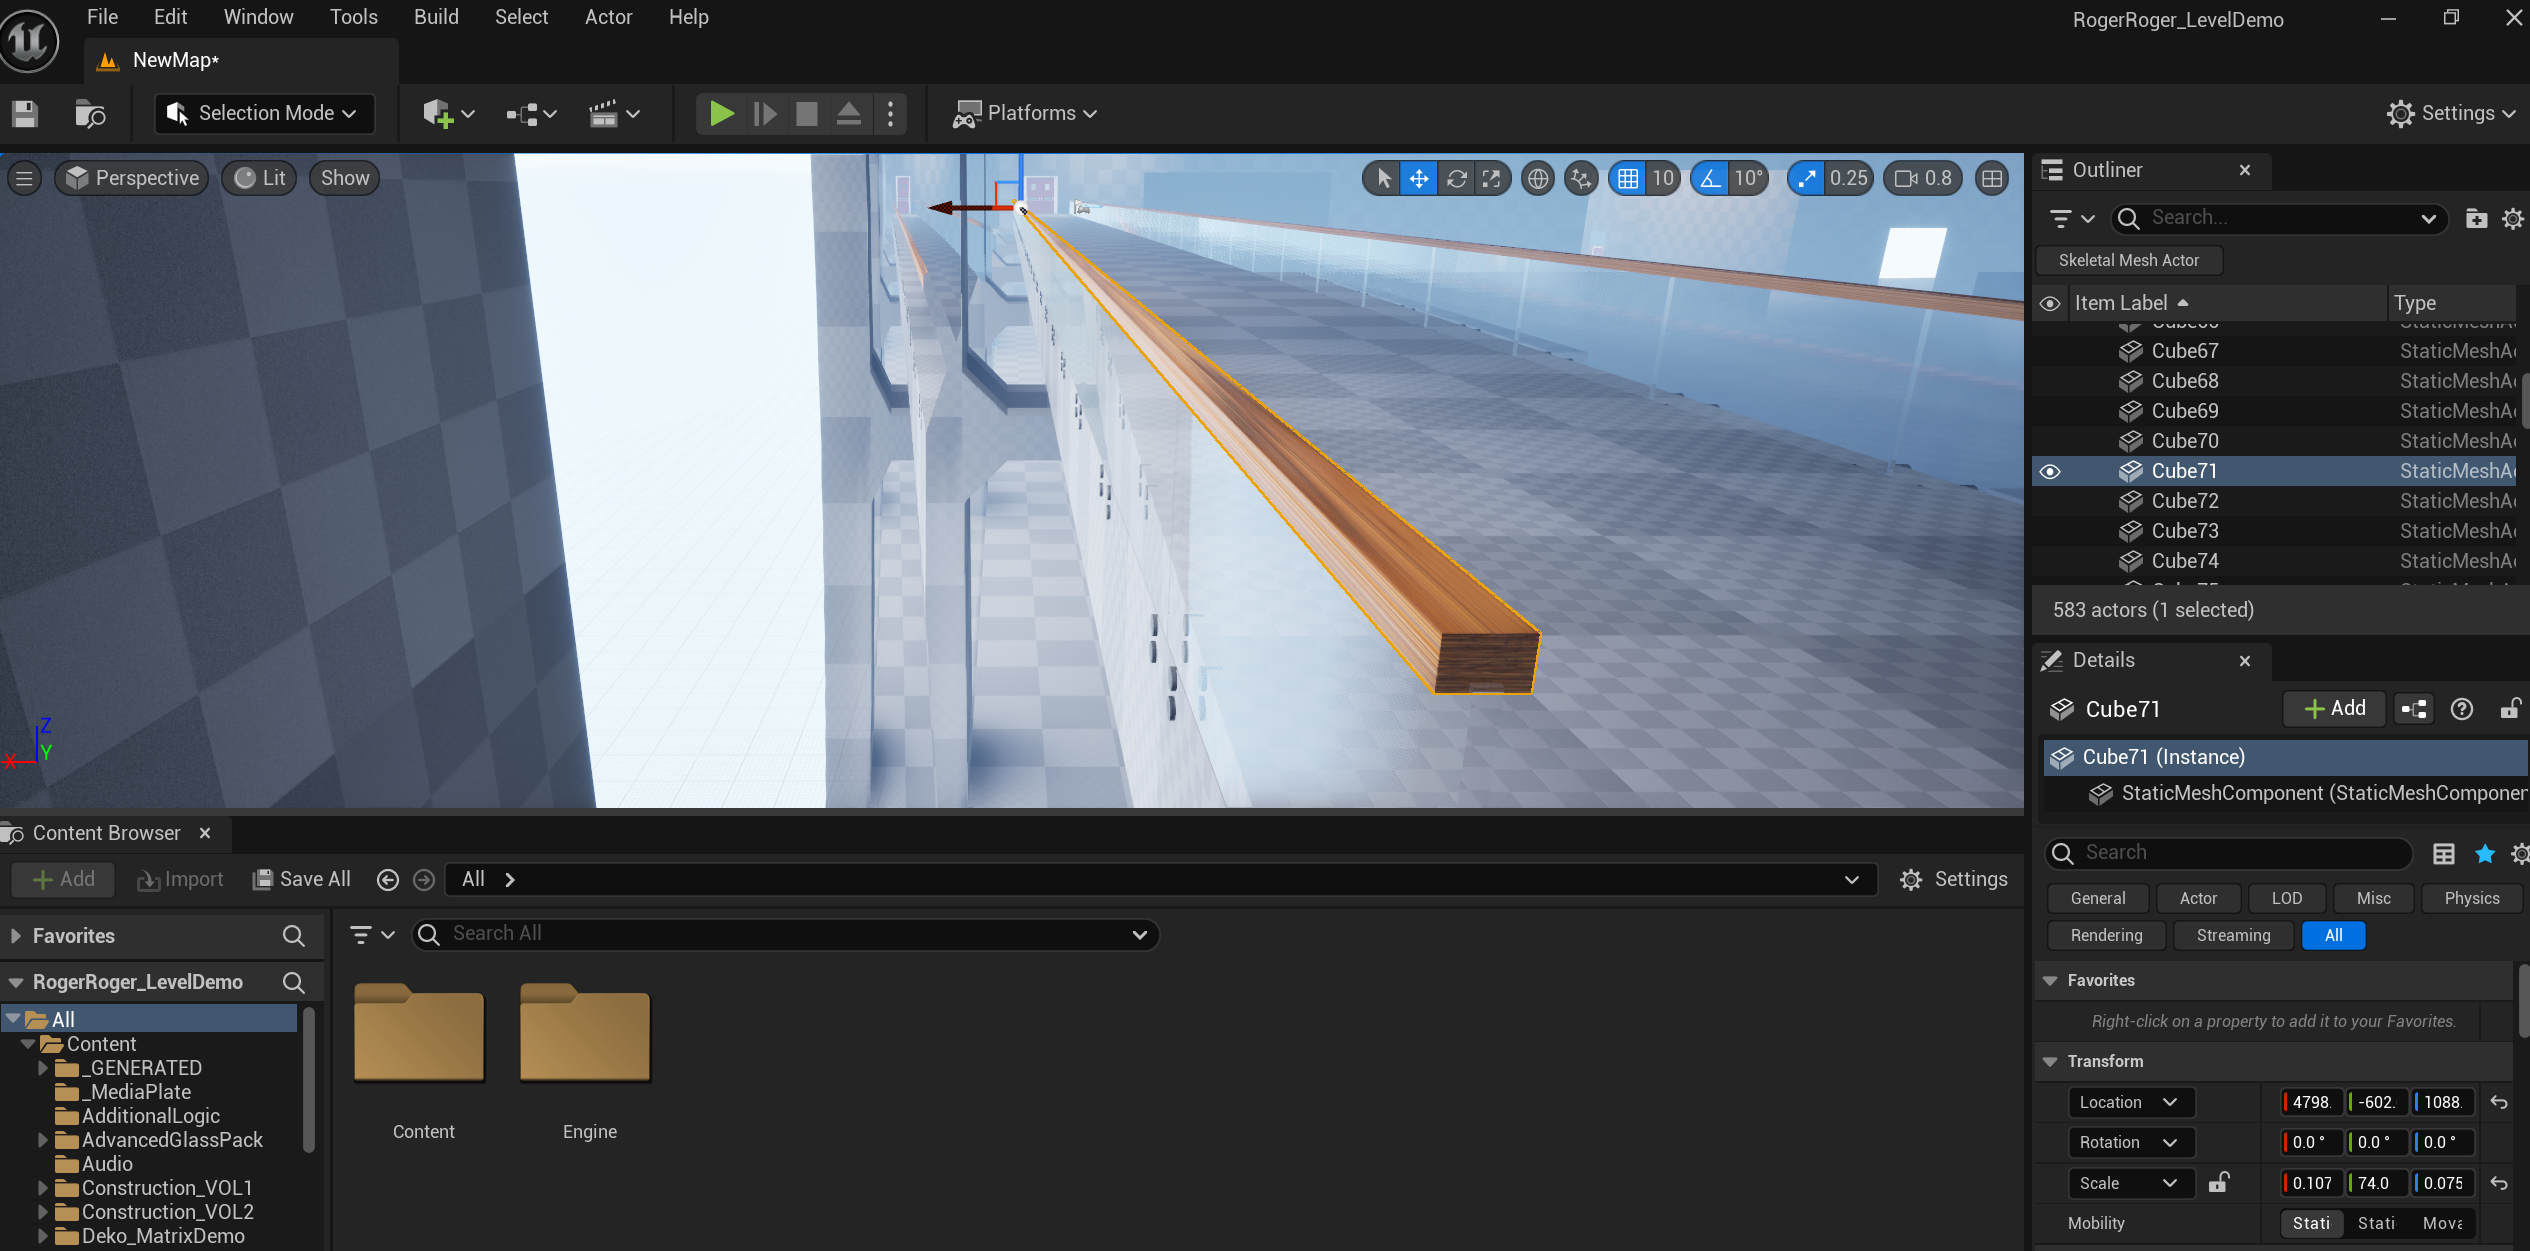 File Edit Window Tools Build Select Actor Help
RogerRoger_LevelDemo
NewMap*
Selection Mode
Platforms
Settings
Perspective
Lit
Show
10
10°
0.25
0.8
Outliner
Search...
Skeletal Mesh Actor
Item Label
Type
Cube67 StaticMeshA
Cube68 StaticMeshA
Cube69 StaticMeshA
Cube70 StaticMeshA
Cube71 StaticMeshA
Cube72 StaticMeshA
Cube73 StaticMeshA
Cube74 StaticMeshA
583 actors (1 selected)
Details
Cube71
Add
Cube71 (Instance)
StaticMeshComponent (StaticMeshComponen
Search
General Actor LOD Misc Physics
Rendering Streaming All
Favorites
Right-click on a property to add it to your Favorites.
Transform
Location 4798. -602. 1088.
Rotation 0.0 ° 0.0 ° 0.0 °
Scale 0.107 74.0 0.075
Mobility Stati Stati Mova
Z
Y
X
Content Browser
Add Import Save All All Settings
Favorites
Search All
RogerRoger_LevelDemo
All
Content
_GENERATED
_MediaPlate
AdditionalLogic
AdvancedGlassPack
Audio
Construction_VOL1
Construction_VOL2
Deko_MatrixDemo
Content
Engine